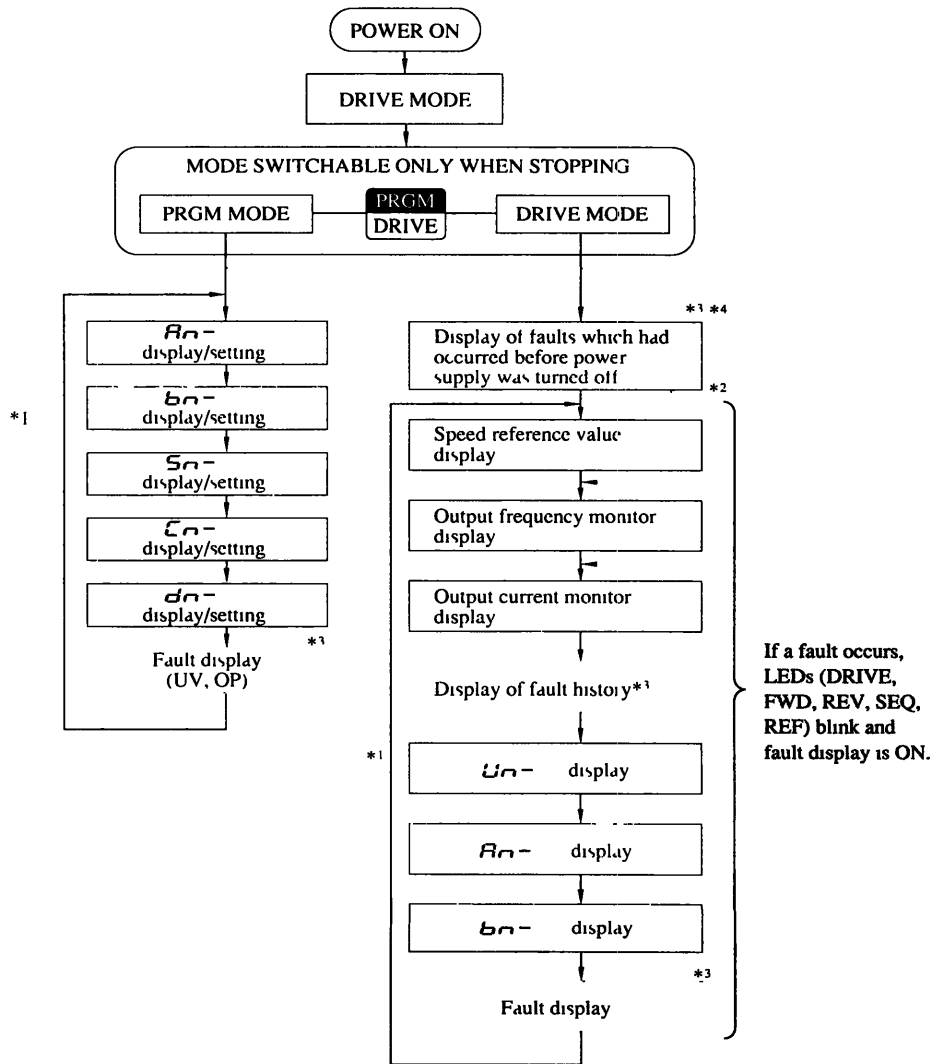 POWER ON
DRIVE MODE
MODE SWITCHABLE ONLY WHEN STOPPING
PRGM MODE
PRGM
DRIVE
DRIVE MODE
*1
An-
display/setting
bn-
display/setting
Sn-
display/setting
Cn-
display/setting
dn-
display/setting
*3
Fault display
(UV, OP)
*3 *4
Display of faults which had
occurred before power
supply was turned off
*2
Speed reference value
display
Output frequency monitor
display
Output current monitor
display
Display of fault history*3
*1
Un- display
An- display
bn- display
*3
Fault display
If a fault occurs,
LEDs (DRIVE,
FWD, REV, SEQ,
REF) blink and
fault display is ON.